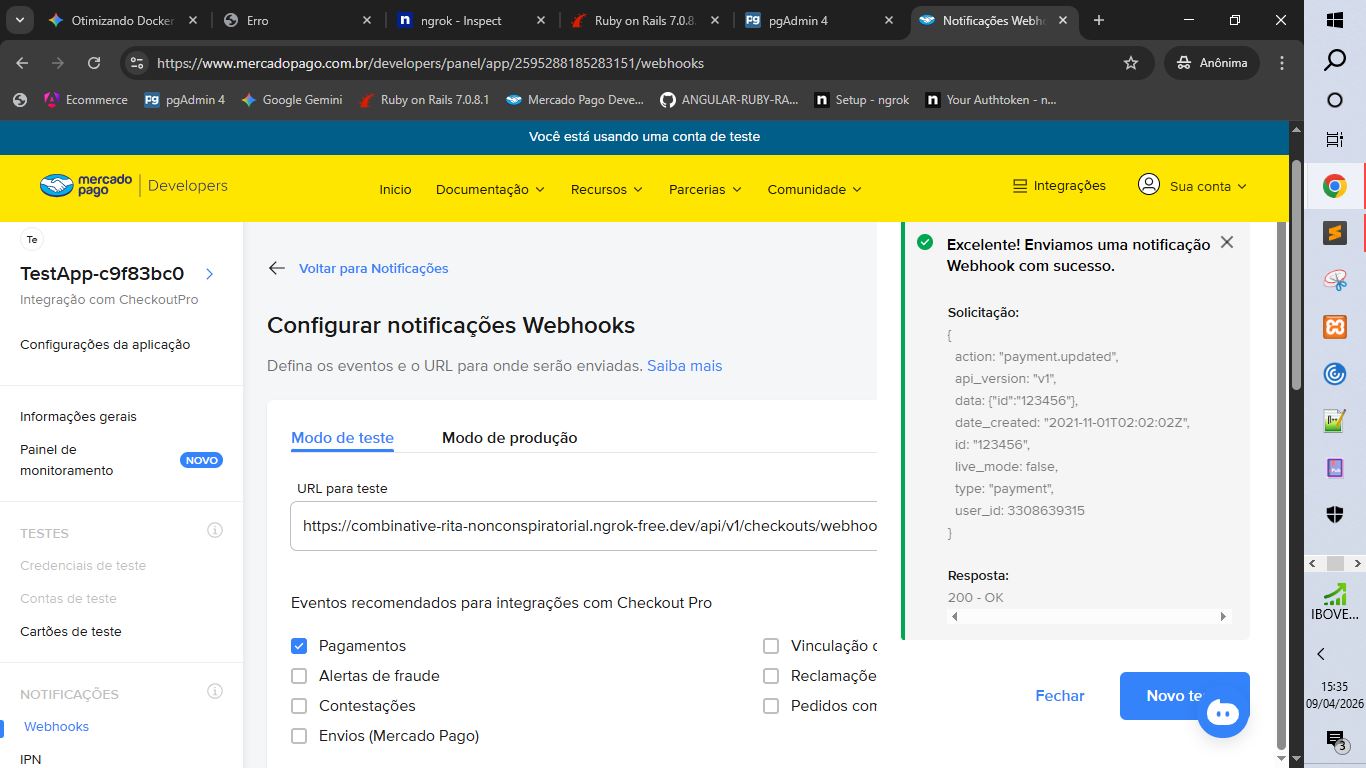 Otimizando Docker
Erro
ngrok - Inspect
Ruby on Rails 7.0.8.
pgAdmin 4
Notificações Webh
https://www.mercadopago.com.br/developers/panel/app/2595288185283151/webhooks
Anônima
Ecommerce
pgAdmin 4
Google Gemini
Ruby on Rails 7.0.8.1
Mercado Pago Deve...
ANGULAR-RUBY-RA...
Setup - ngrok
Your Authtoken - n...
Você está usando uma conta de teste
mercado pago
Developers
Inicio
Documentação
Recursos
Parcerias
Comunidade
Integrações
Sua conta
Te
TestApp-c9f83bc0
Integração com CheckoutPro
Configurações da aplicação
Informações gerais
Painel de
monitoramento
NOVO
TESTES
Credenciais de teste
Contas de teste
Cartões de teste
NOTIFICAÇÕES
Webhooks
IPN
Voltar para Notificações
Configurar notificações Webhooks
Defina os eventos e o URL para onde serão enviadas. Saiba mais
Modo de teste
Modo de produção
URL para teste
https://combinative-rita-nonconspiratorial.ngrok-free.dev/api/v1/checkouts/webhoo
Eventos recomendados para integrações com Checkout Pro
Pagamentos
Alertas de fraude
Contestações
Envios (Mercado Pago)
Vinculação
Reclamaçõe
Pedidos com
Excelente! Enviamos uma notificação
Webhook com sucesso.
Solicitação:
{
action: "payment.updated",
api_version: "v1",
data: {"id":"123456"},
date_created: "2021-11-01T02:02:02Z",
id: "123456",
live_mode: false,
type: "payment",
user_id: 3308639315
}
Resposta:
200 - OK
Fechar
Novo te
IBOVE...
15:35
09/04/2026
3